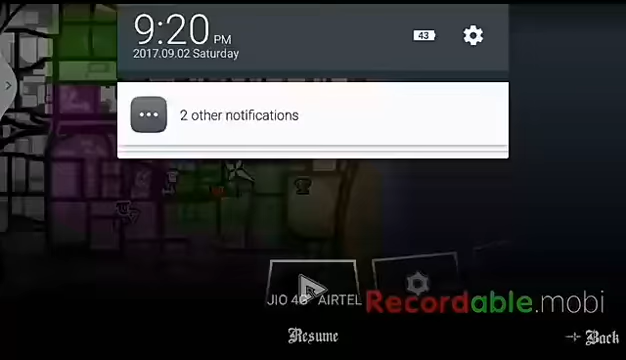 9:20 PM
43
2017.09.02 Saturday
2 other notifications
JIO 4G AIRTEL
Recordable.mobi
Resume
Back